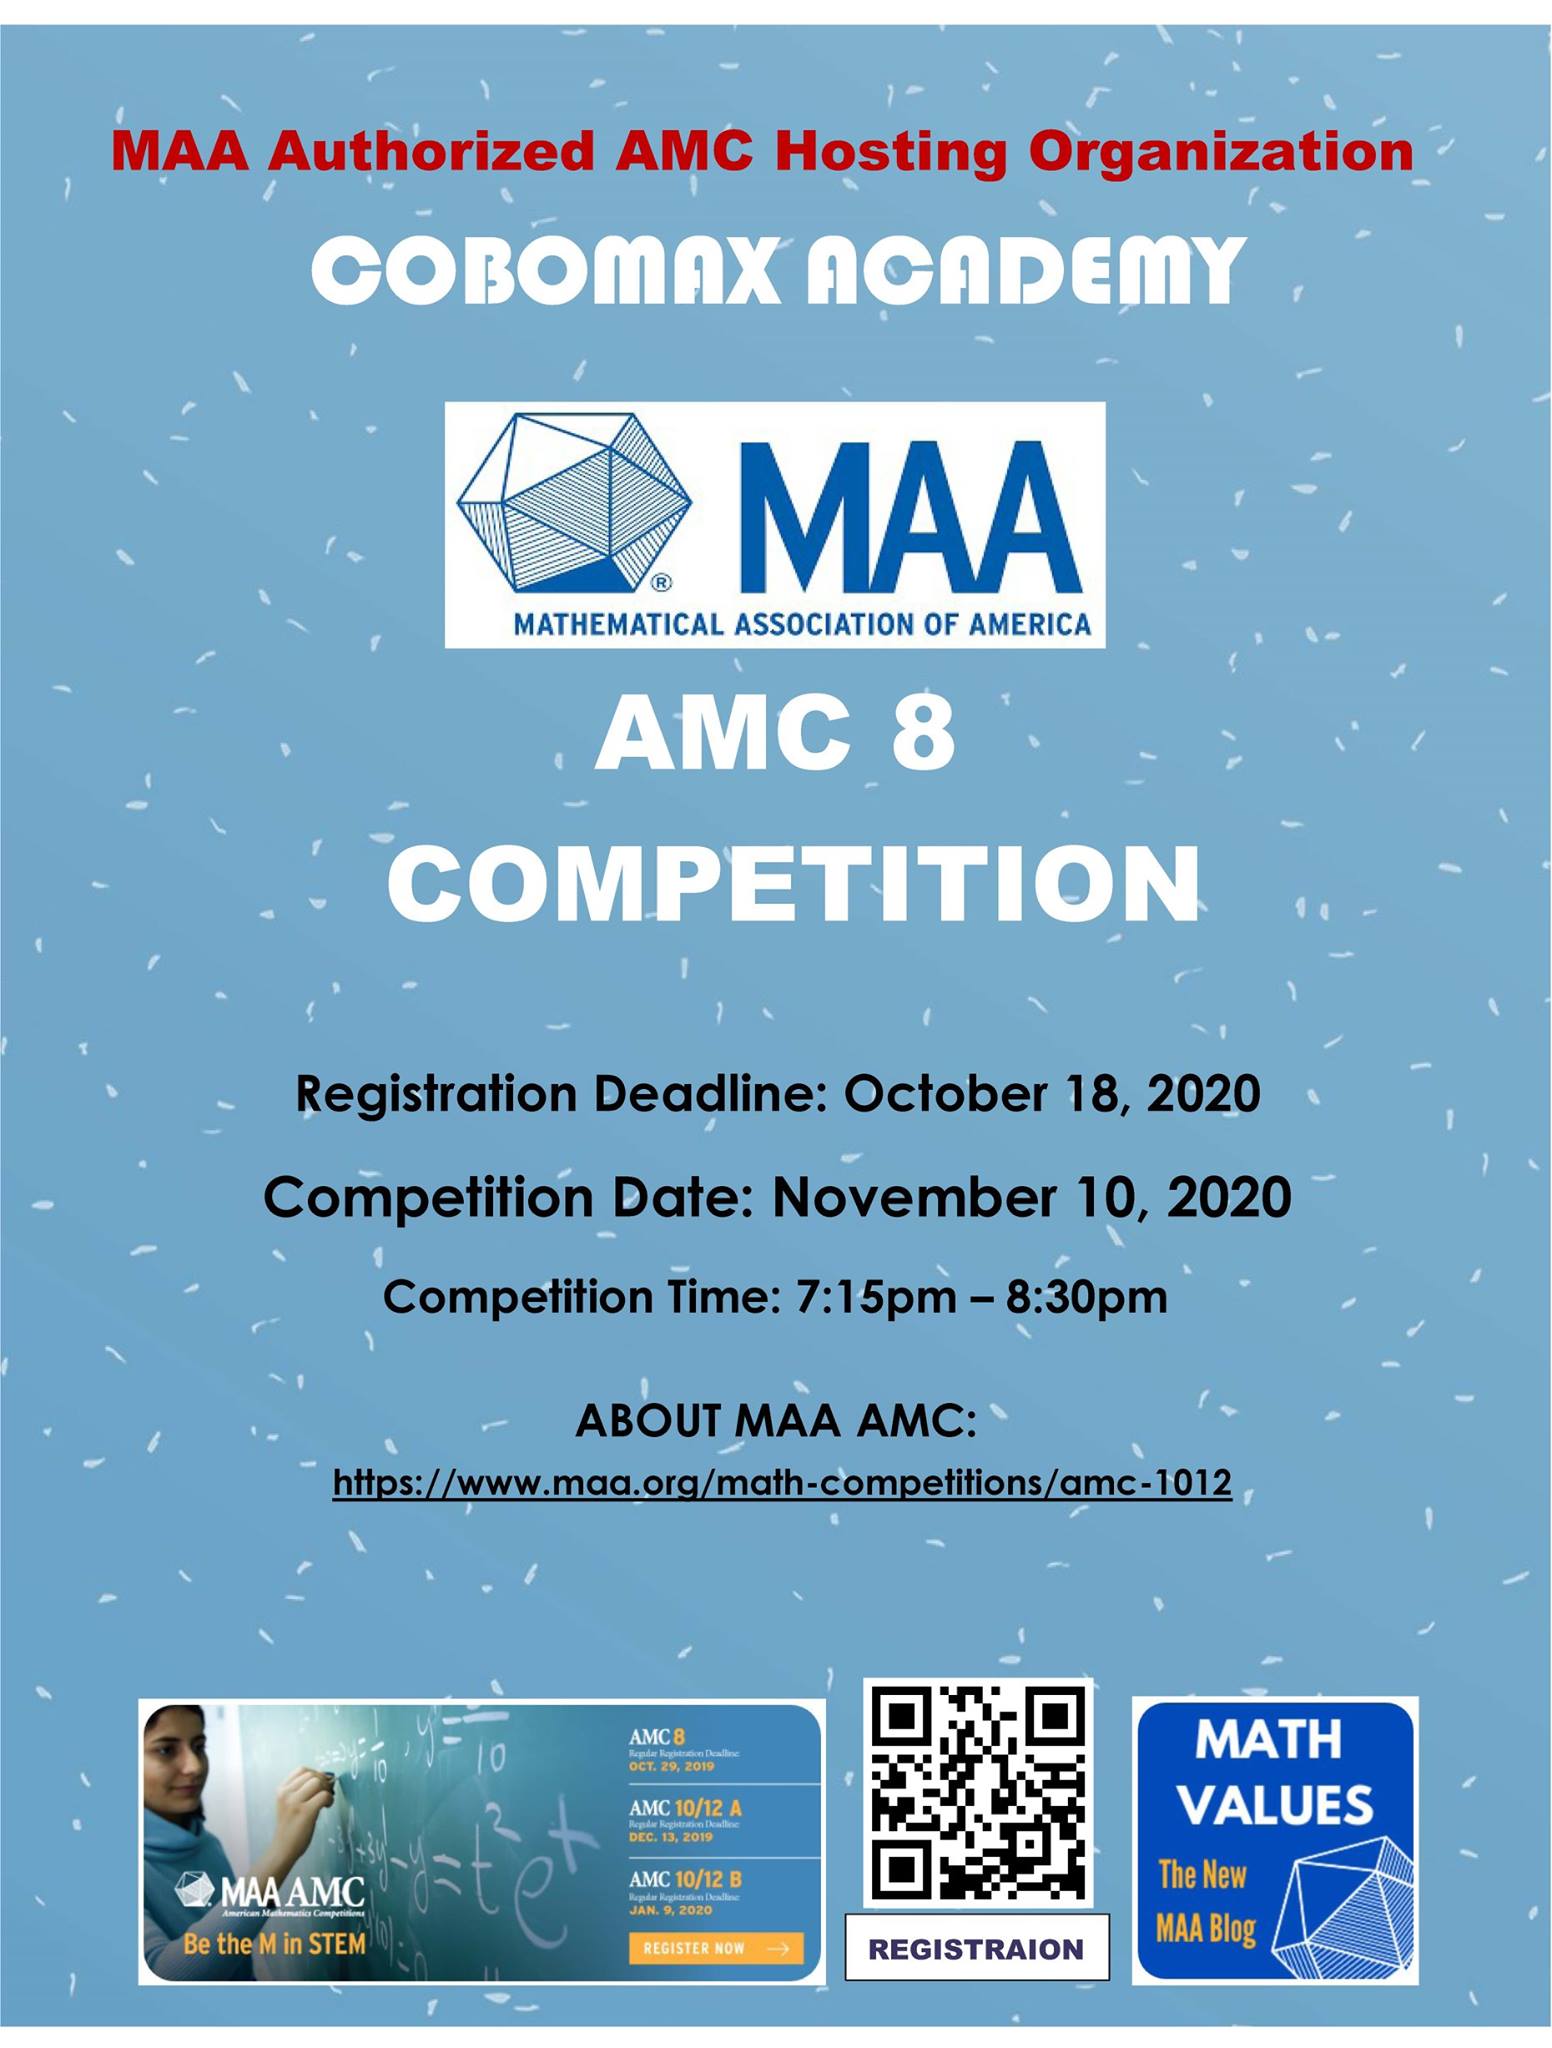 MAA Authorized AMC Hosting Organization
COBOMAX ACADEMY
MAA
®
MATHEMATICAL ASSOCIATION OF AMERICA
AMC 8
COMPETITION
Registration Deadline: October 18, 2020
Competition Date: November 10, 2020
Competition Time: 7:15pm – 8:30pm
ABOUT MAA AMC:
https://www.maa.org/math-competitions/amc-1012
MAA AMC
American Mathematics Competitions
Be the M in STEM
AMC 8
Regular Registration Deadline
OCT. 29, 2019
AMC 10/12 A
Regular Registration Deadline
DEC. 13, 2019
AMC 10/12 B
Regular Registration Deadline
JAN. 9, 2020
REGISTER NOW
REGISTRAION
MATH
VALUES
The New
MAA Blog